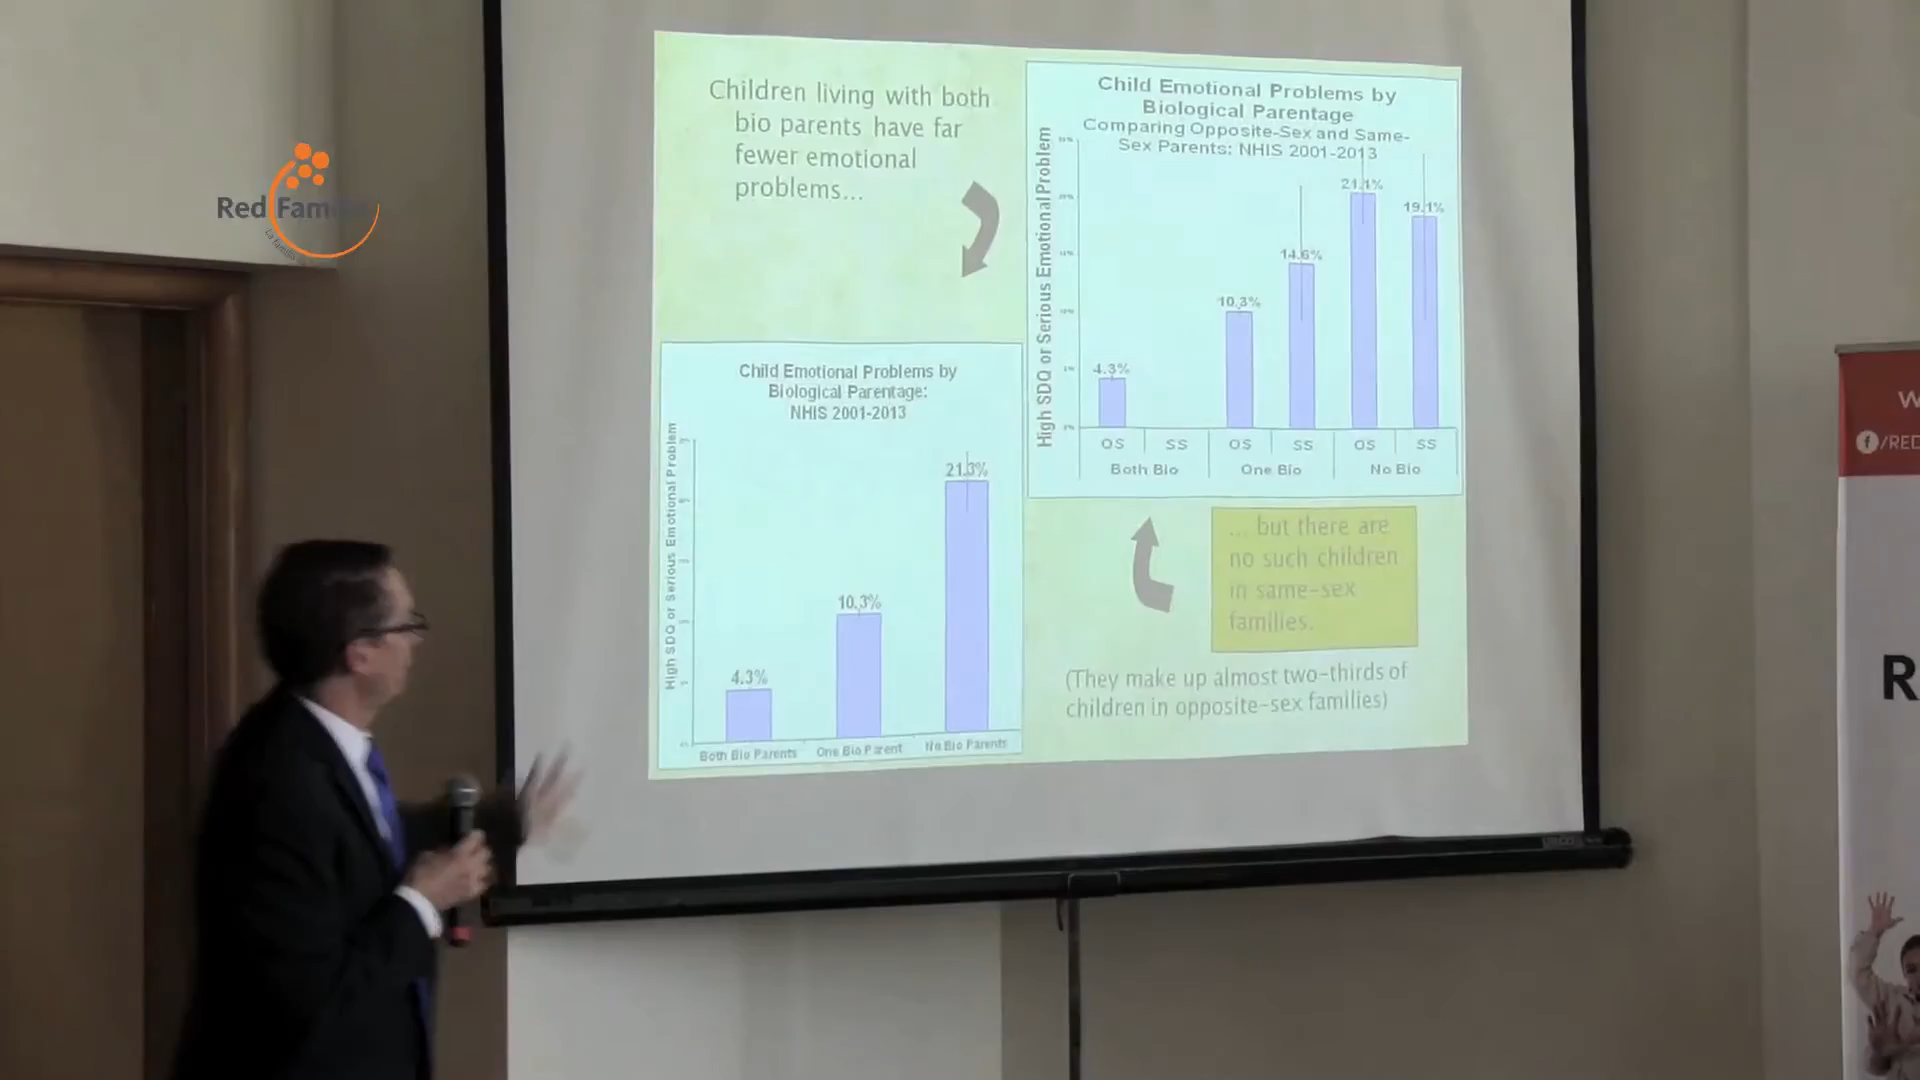 Red Familia
Children living with both
bio parents have far
fewer emotional
problems...
Child Emotional Problems by
Biological Parentage
Comparing Opposite-Sex and Same-
Sex Parents: NHIS 2001-2013
High SDQ or Serious Emotional Problem
4.3%
10.3%
14.6%
21.1%
19.1%
OS SS OS SS OS SS
Both Bio One Bio No Bio
Child Emotional Problems by
Biological Parentage:
NHIS 2001-2013
High SDQ or Serious Emotional Problem
4.3%
10.3%
21.3%
Both Bio Parents One Bio Parent No Bio Parents
... but there are
no such children
in same-sex
families.
(They make up almost two-thirds of
children in opposite-sex families)
W
/RED
R